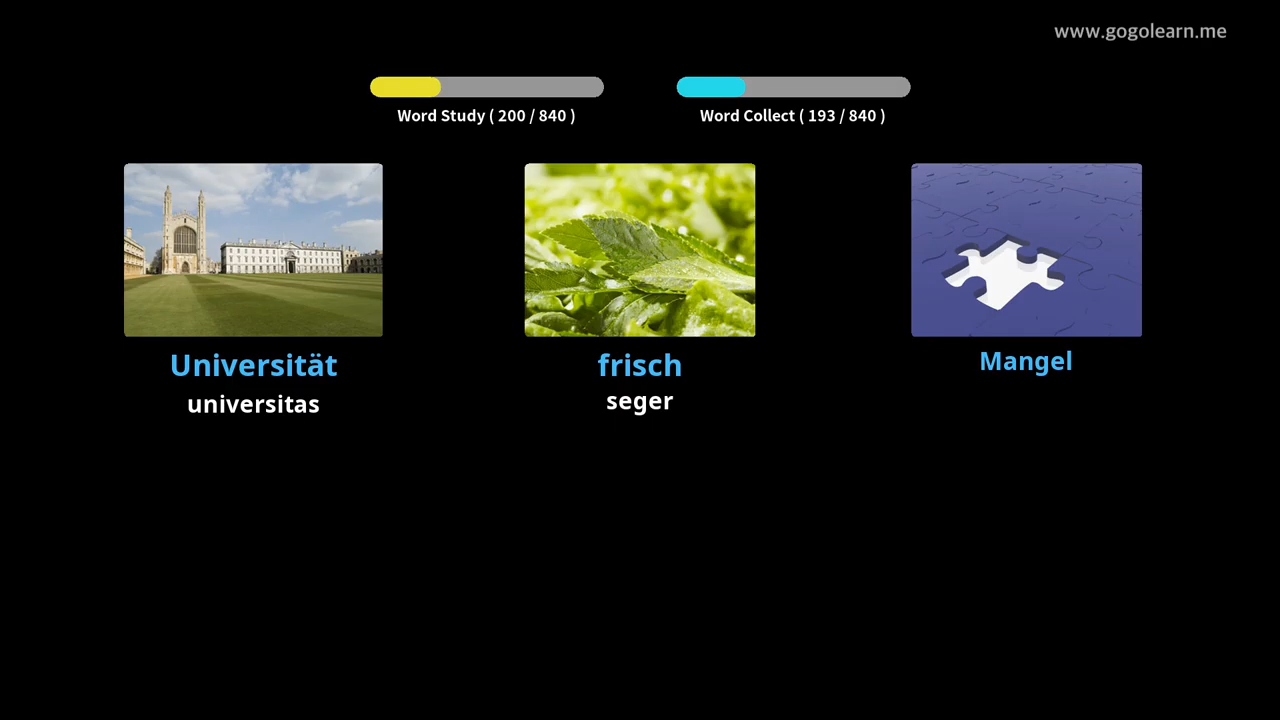 www.gogolearn.me
Word Study ( 200 / 840 )
Word Collect ( 193 / 840 )
Universität
universitas
frisch
seger
Mangel